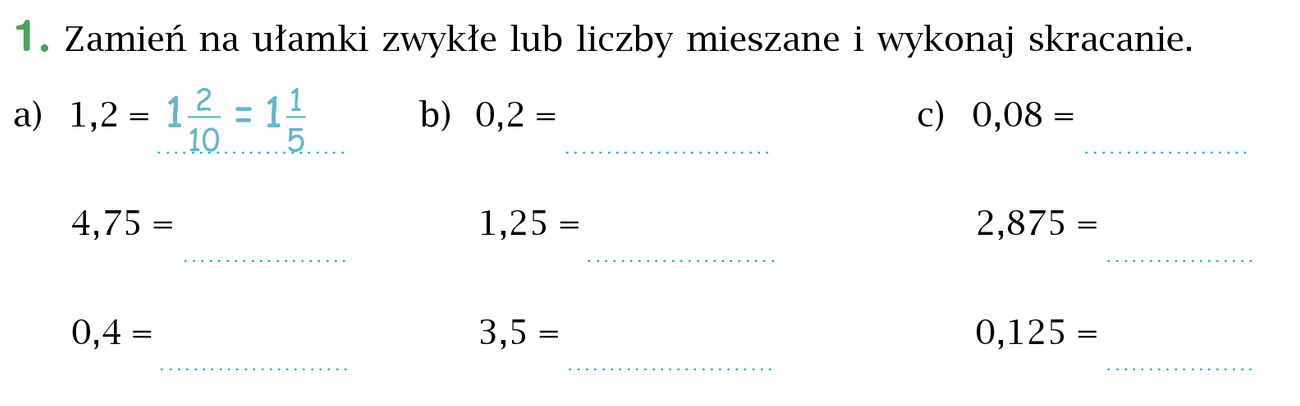 1. Zamień na ułamki zwykłe lub liczby mieszane i wykonaj skracanie.
a) 1,2 = 1 2/10 = 1 1/5 b) 0,2 = c) 0,08 =
4,75 = 1,25 = 2,875 =
0,4 = 3,5 = 0,125 =